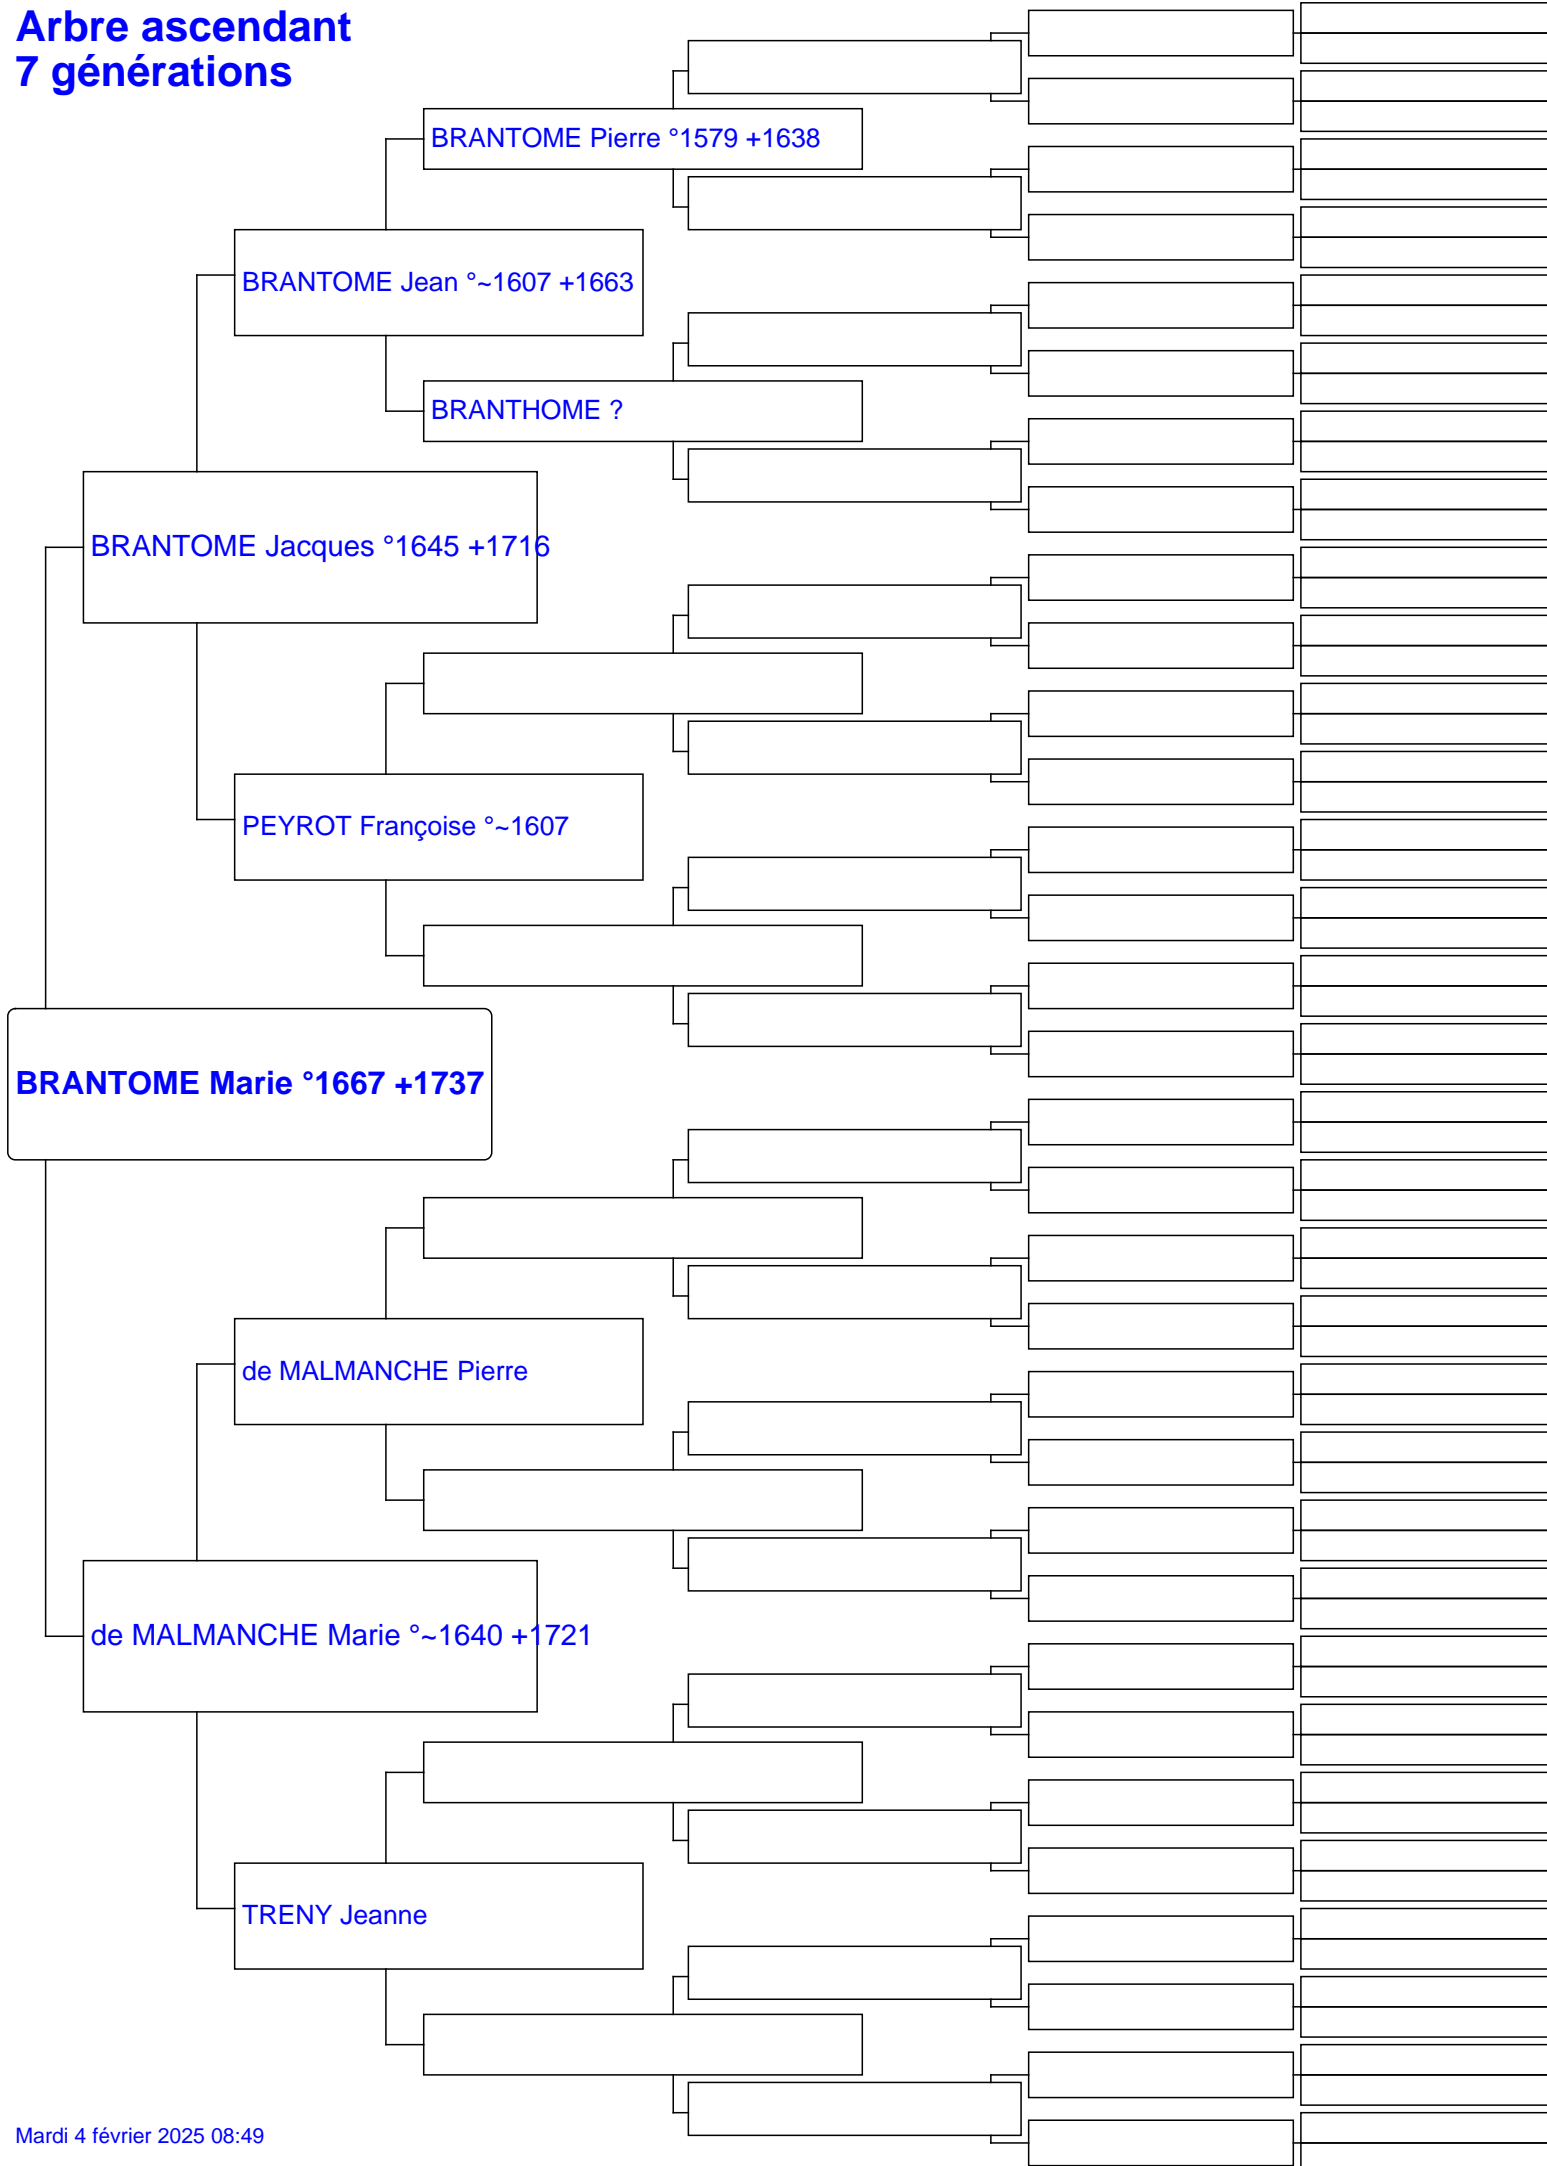 Arbre ascendant
7 générations
BRANTOME Pierre °1579 +1638
BRANTOME Jean °~1607 +1663
BRANTHOME ?
BRANTOME Jacques °1645 +1716
PEYROT Françoise °~1607
BRANTOME Marie °1667 +1737
de MALMANCHE Pierre
de MALMANCHE Marie °~1640 +1721
TRENY Jeanne
Mardi 4 février 2025 08:49